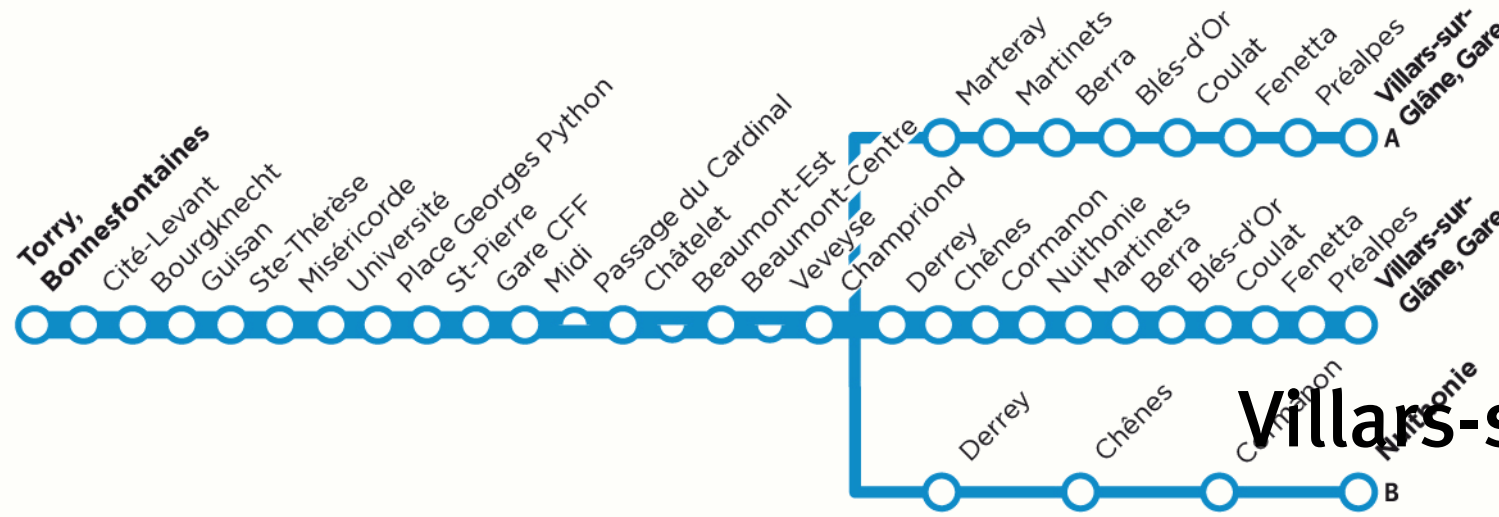 Marteray
Martinets
Berra
Blés-d'Or
Coulat
Fenetta
Préalpes
Villars-sur-
Glâne, Gare
A
Torry,
Bonnesfontaines
Cité-Levant
Bourgknecht
Guisan
Ste-Thérèse
Miséricorde
Université
Place Georges Python
St-Pierre
Gare CFF
Midi
Passage du Cardinal
Châtelet
Beaumont-Est
Beaumont-Centre
Veveyse
Champriond
Derrey
Chênes
Cormanon
Nuithonie
Martinets
Berra
Blés-d'Or
Coulat
Fenetta
Préalpes
Villars-sur-
Glâne, Gare
Derrey
Chênes
Cormanon
Nuithonie
B
Villars-s